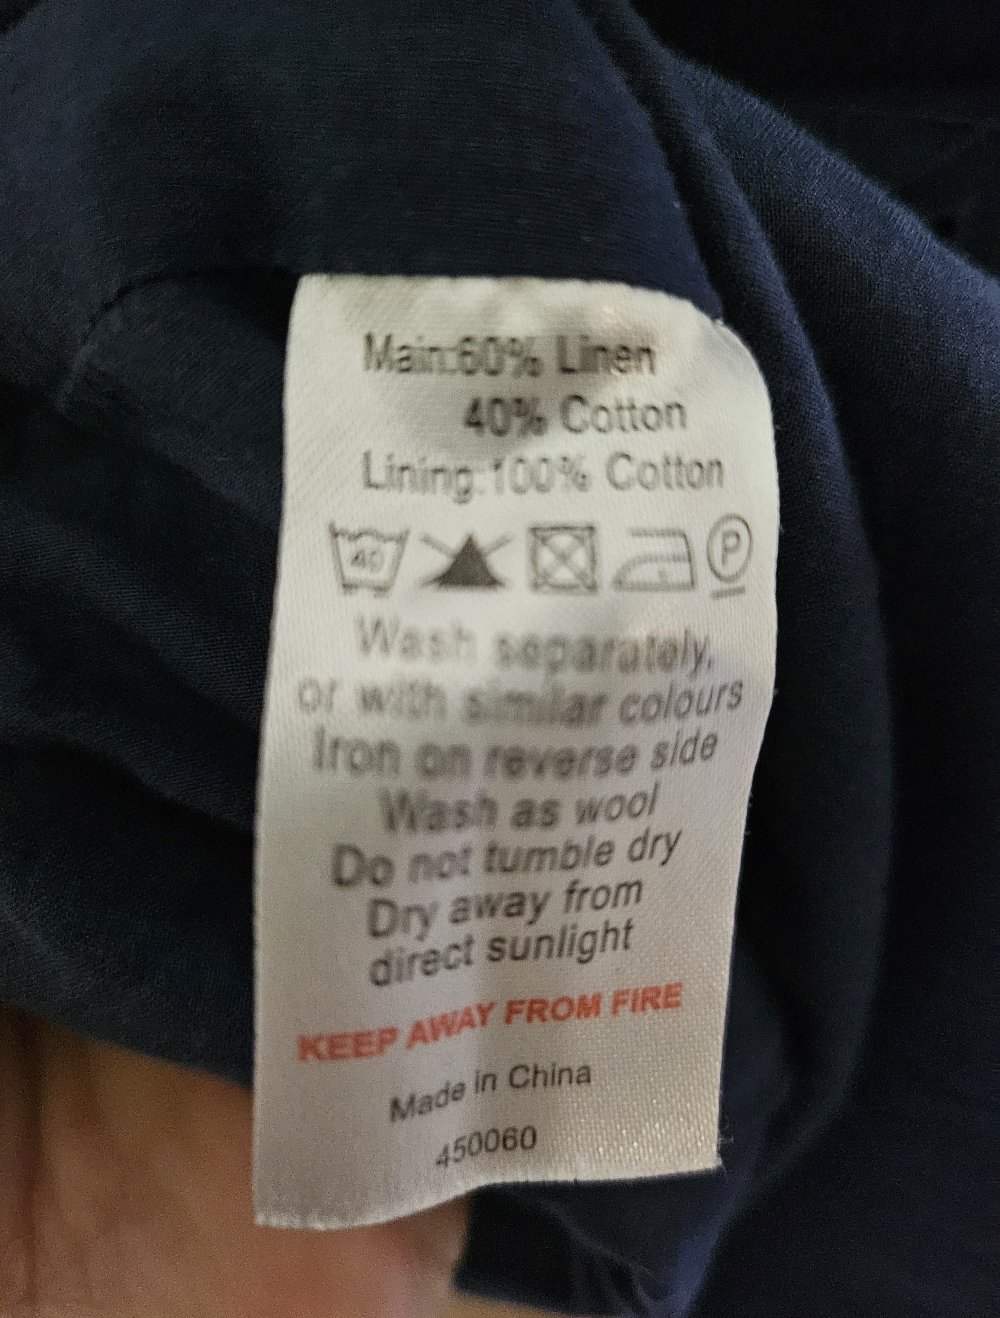 Main:60% Linen
40% Cotton
Lining:100% Cotton
40 P
Wash separately,
or with similar colours
Iron on reverse side
Wash as wool
Do not tumble dry
Dry away from
direct sunlight
KEEP AWAY FROM FIRE
Made in China
450060